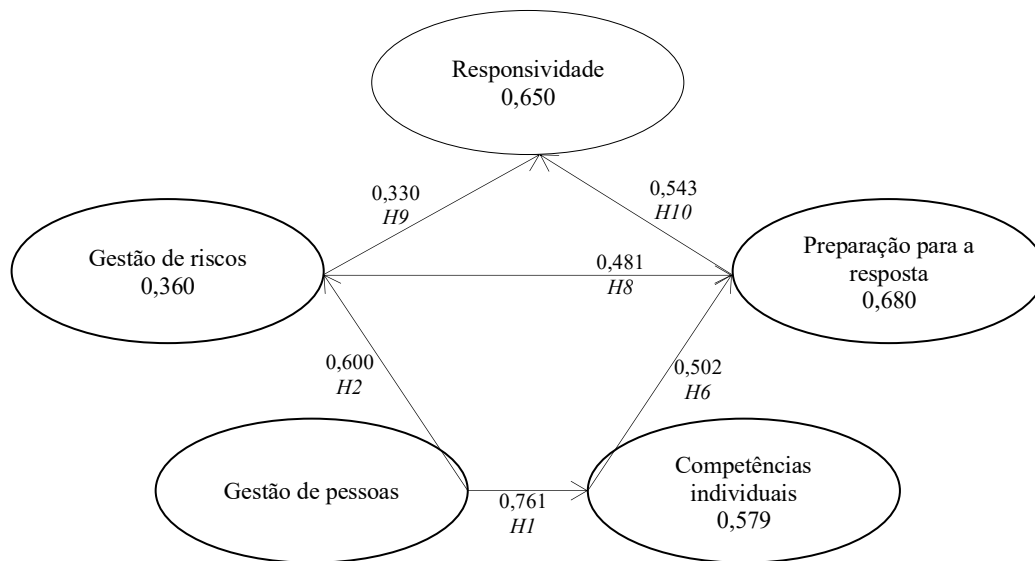 Responsividade
0,650
0,330
H9
0,543
H10
Gestão de riscos
0,360
0,481
H8
Preparação para a
resposta
0,680
0,600
H2
0,502
H6
Gestão de pessoas
0,761
H1
Competências
individuais
0,579